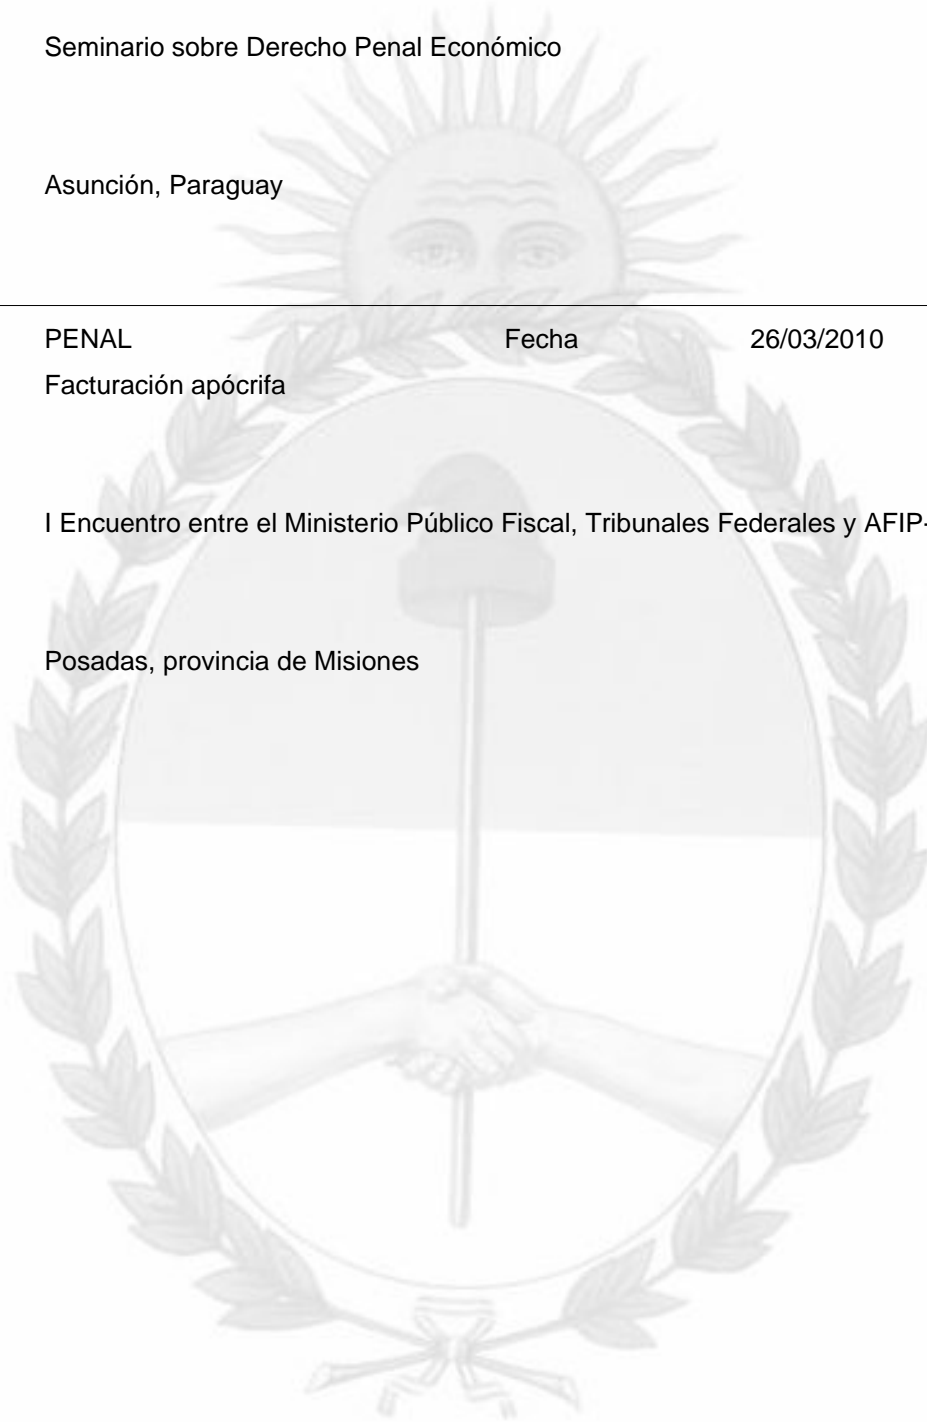 Seminario sobre Derecho Penal Económico
Asunción, Paraguay
PENAL Fecha 26/03/2010
Facturación apócrifa
I Encuentro entre el Ministerio Público Fiscal, Tribunales Federales y AFIP-
Posadas, provincia de Misiones